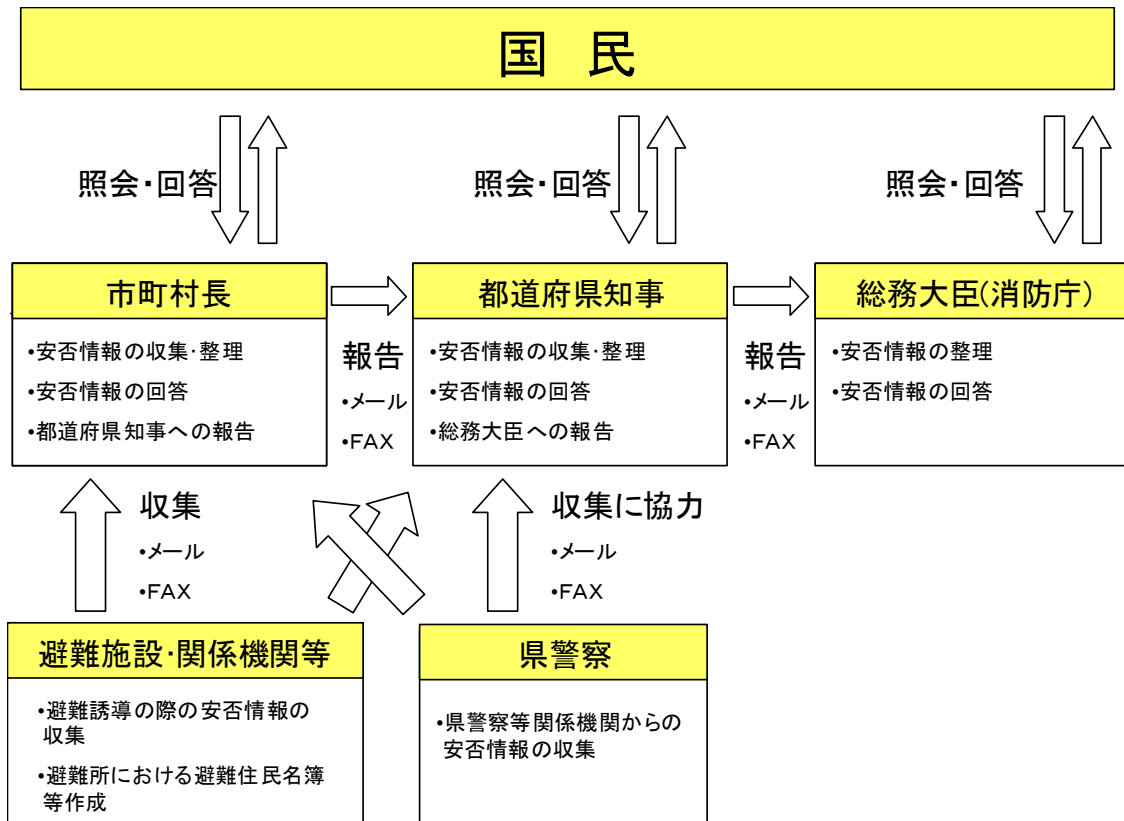 国 民
照会・回答
照会・回答
照会・回答
市町村長
・安否情報の収集・整理
・安否情報の回答
・都道府県知事への報告
報告
・メール
・FAX
都道府県知事
・安否情報の収集・整理
・安否情報の回答
・総務大臣への報告
報告
・メール
・FAX
総務大臣(消防庁)
・安否情報の整理
・安否情報の回答
収集
・メール
・FAX
収集に協力
・メール
・FAX
避難施設・関係機関等
・避難誘導の際の安否情報の
収集
・避難所における避難住民名簿
等作成
県警察
・県警察等関係機関からの
安否情報の収集